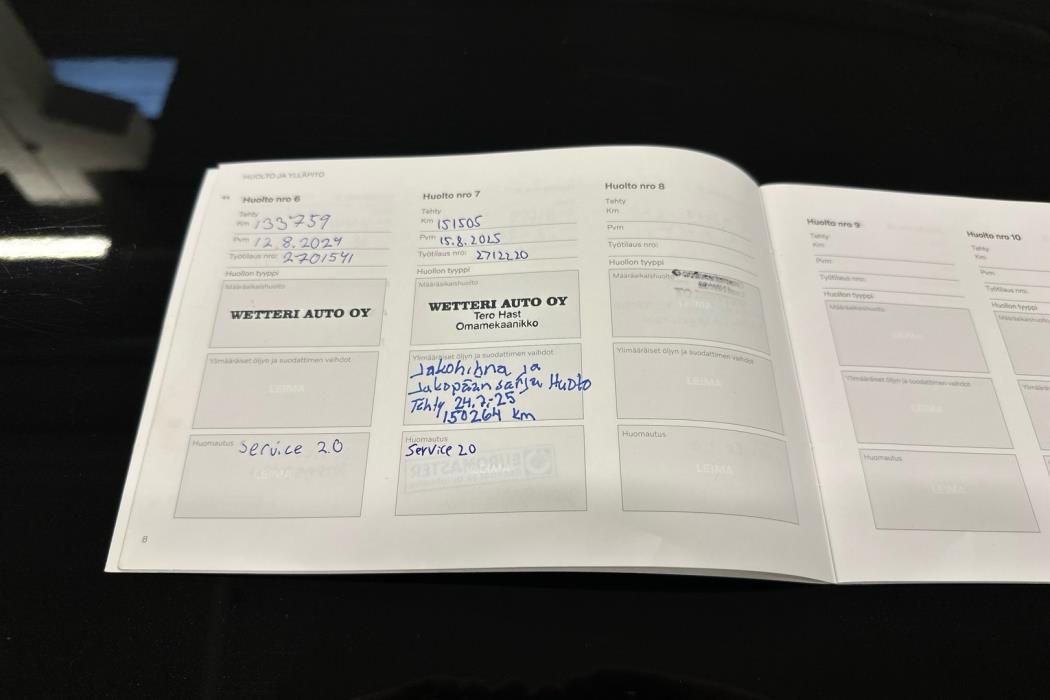 HUOLTO JA YLLÄPITO
Huolto nro 6
Tehty
Km 133759
Pvm 12.8.2024
Työtilaus nro: 2701541
Huollon tyyppi
Määräaikaishuolto
WETTERI AUTO OY
Ylimääräiset öljyn ja suodattimen vaihdot
LEIMA
Huomautus Service 2.0
LEIMA
8
Huolto nro 7
Tehty
Km 151505
Pvm 15.8.2025
Työtilaus nro: 2712220
Huollon tyyppi
Määräaikaishuolto
WETTERI AUTO OY
Tero Hast
Omamekaanikko
Ylimääräiset öljyn ja suodattimen vaihdot
Jakohihna ja
Jakopään sarja Huolto
Tehty 24.7.-25
150264 km
Huomautus
Service 20
LEIMA
Huolto nro 8
Tehty
Km
Pvm
Työtilaus nro:
Huollon tyyppi
Määräaikaishuolto
LEIMA
Ylimääräiset öljyn ja suodattimen vaihdot
LEIMA
Huomautus
LEIMA
Huolto nro 9
Tehty
Km
Pvm
Työtilaus nro:
Huollon tyyppi
Määräaikaishuolto
LEIMA
Ylimääräiset öljyn ja suodattimen vaihdot
LEIMA
Huomautus
LEIMA
Huolto nro 10
Tehty
Km
Pvm
Työtilaus nro:
Huollon tyyppi
Määräaikaishuolto